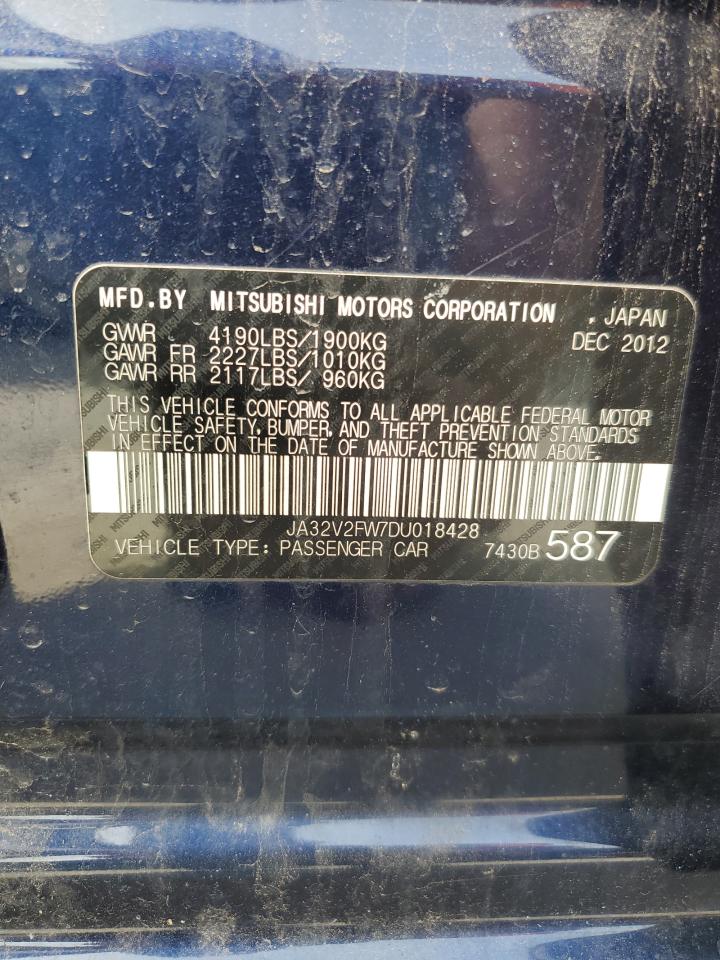 MFD.BY MITSUBISHI MOTORS CORPORATION , JAPAN
GVWR 4190LBS/1900KG DEC 2012
GAWR FR 2227LBS/1010KG
GAWR RR 2117LBS/ 960KG
THIS VEHICLE CONFORMS TO ALL APPLICABLE FEDERAL MOTOR
VEHICLE SAFETY, BUMPER, AND THEFT PREVENTION STANDARDS
IN EFFECT ON THE DATE OF MANUFACTURE SHOWN ABOVE.
JA32V2FW7DU018428
VEHICLE TYPE: PASSENGER CAR 7430B 587